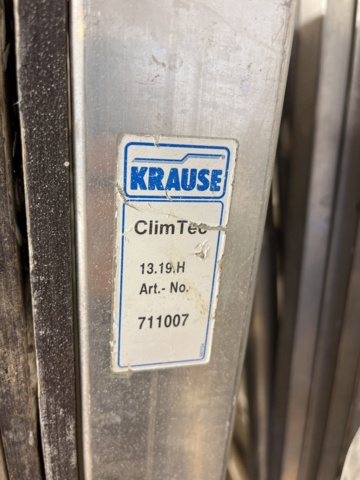 KRAUSE
ClimTec
13.19.H
Art.- No.
711007